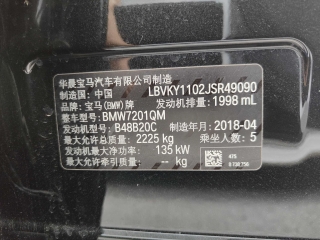 华晨宝马汽车有限公司制造
制造国：中国 LBVKY1102JSR49090
品牌：宝马(BMW)牌 发动机排量：1998 mL
整车型号：BMW7201QM
发动机型号：B48B20C 制造年月：2018-04
最大允许总质量：2225 kg 乘坐人数：5
发动机最大净功率：135 kW
最大允许牵引质量：-- kg